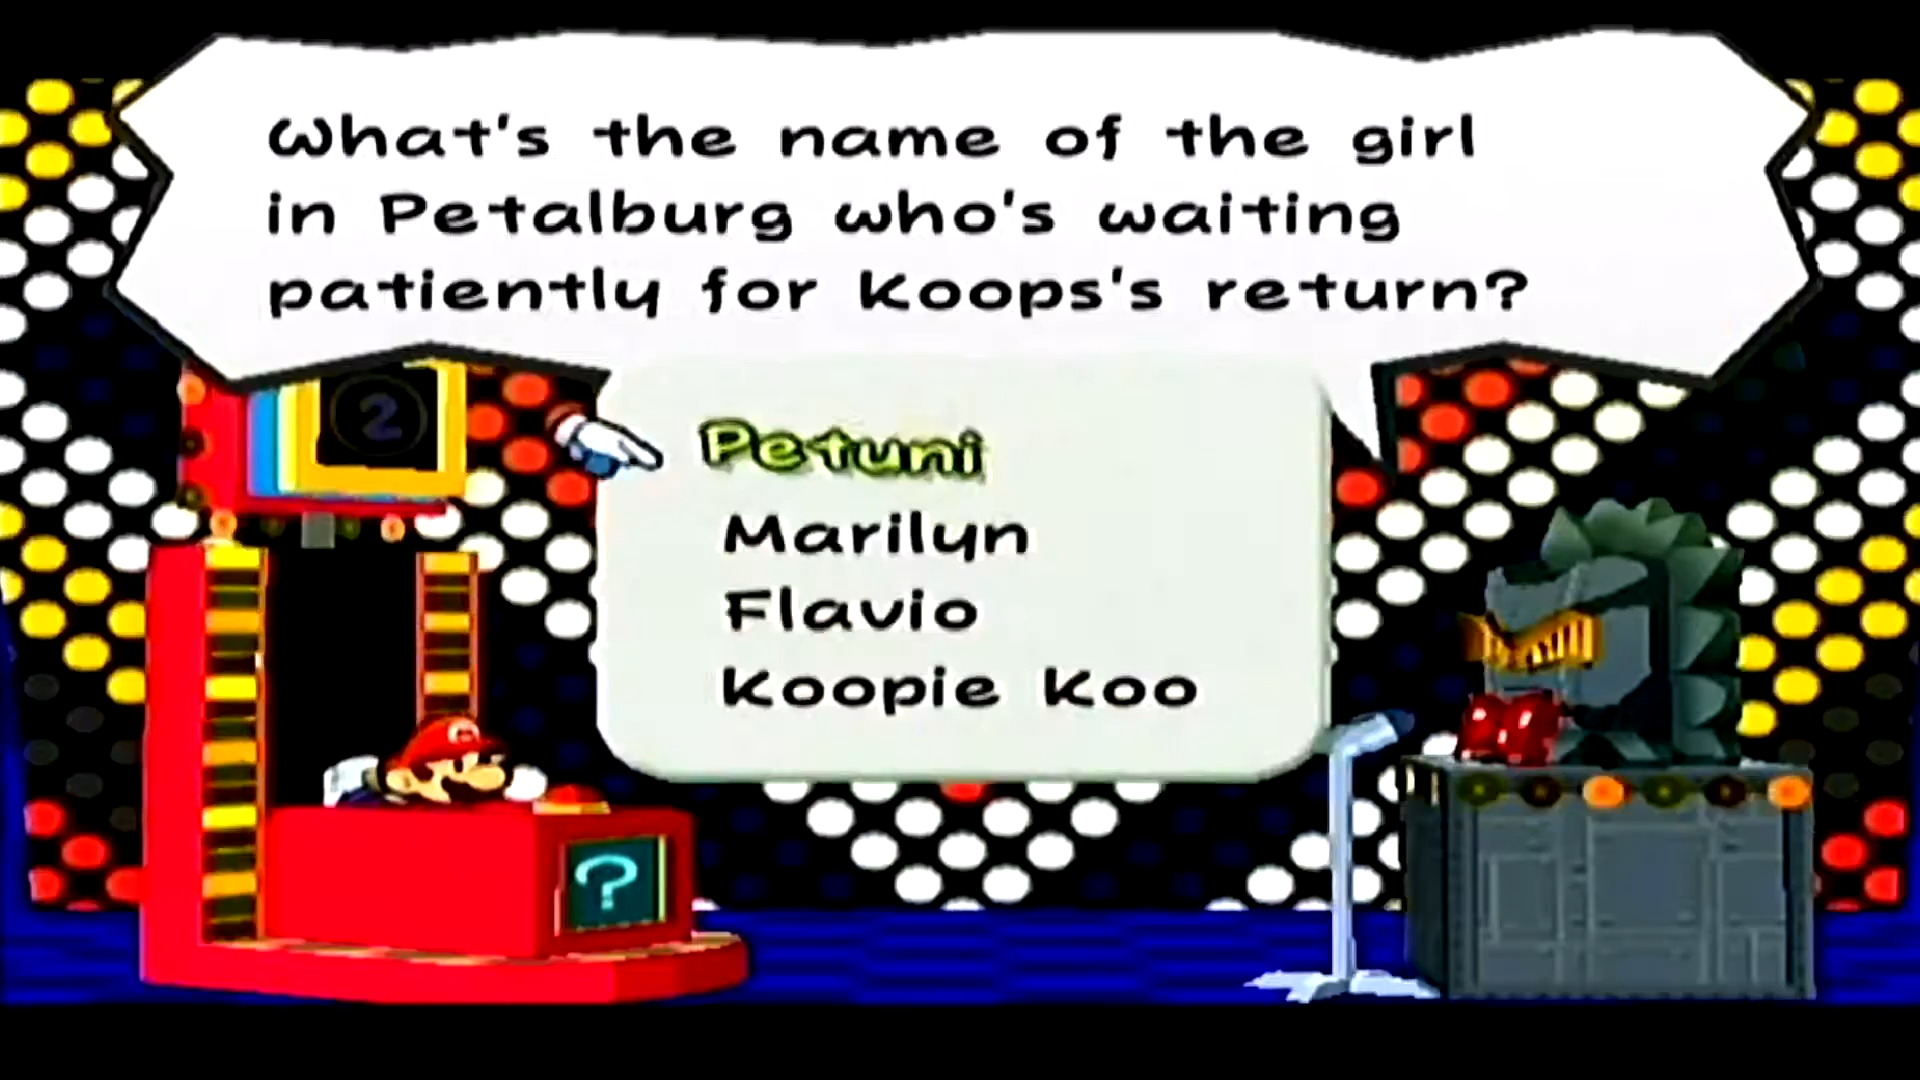 What's the name of the girl
in Petalburg who's waiting
patiently for Koops's return?
2
Petuni
Marilyn
Flavio
Koopie Koo
?